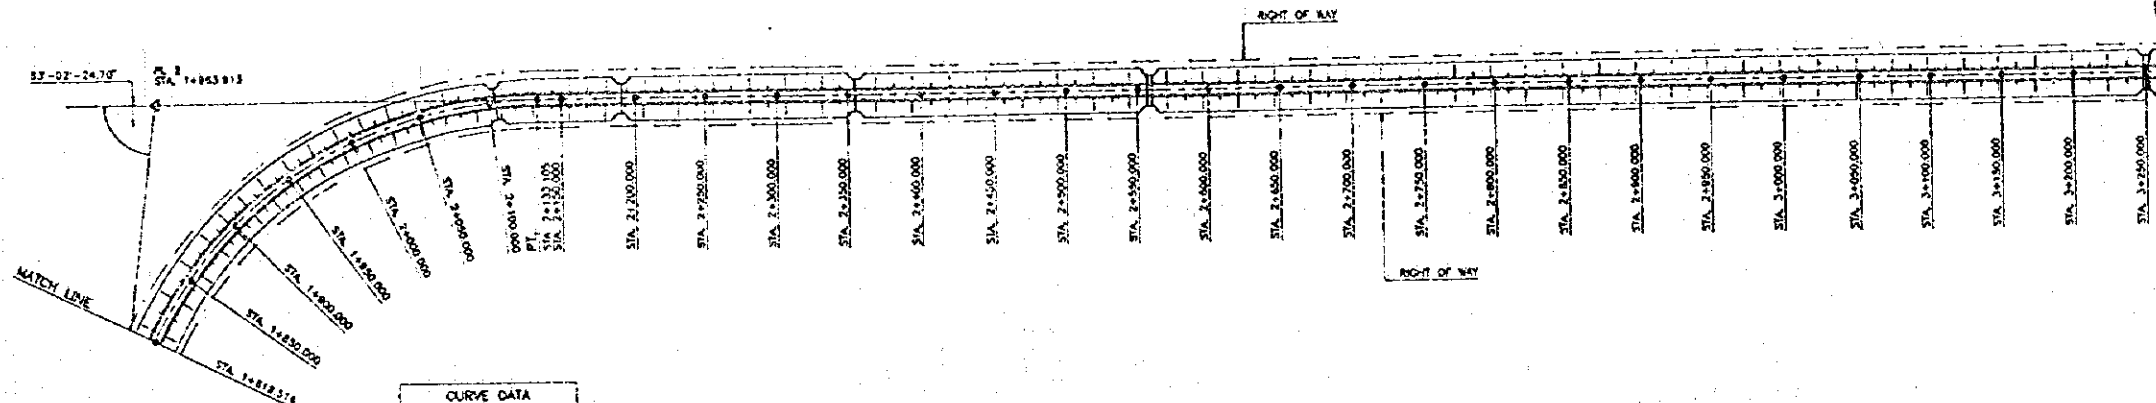 RIGHT OF WAY
53°-02'-24.70"
PI. 2
STA. 1+953.913
STA. 2+100.000
PT.
STA 2+133.105
STA. 2+150.000
STA. 2+200.000
STA. 2+250.000
STA. 2+300.000
STA. 2+350.000
STA. 2+400.000
STA. 2+450.000
STA. 2+500.000
STA. 2+550.000
STA. 2+600.000
STA. 2+650.000
STA. 2+700.000
STA. 2+750.000
STA. 2+800.000
STA. 2+850.000
STA. 2+900.000
STA. 2+950.000
STA. 3+000.000
STA. 3+050.000
STA. 3+100.000
STA. 3+150.000
STA. 3+200.000
STA. 3+250.000
STA. 2+050.000
STA. 2+000.000
STA. 1+950.000
STA. 1+900.000
STA. 1+850.000
MATCH LINE
RIGHT OF WAY
CURVE DATA